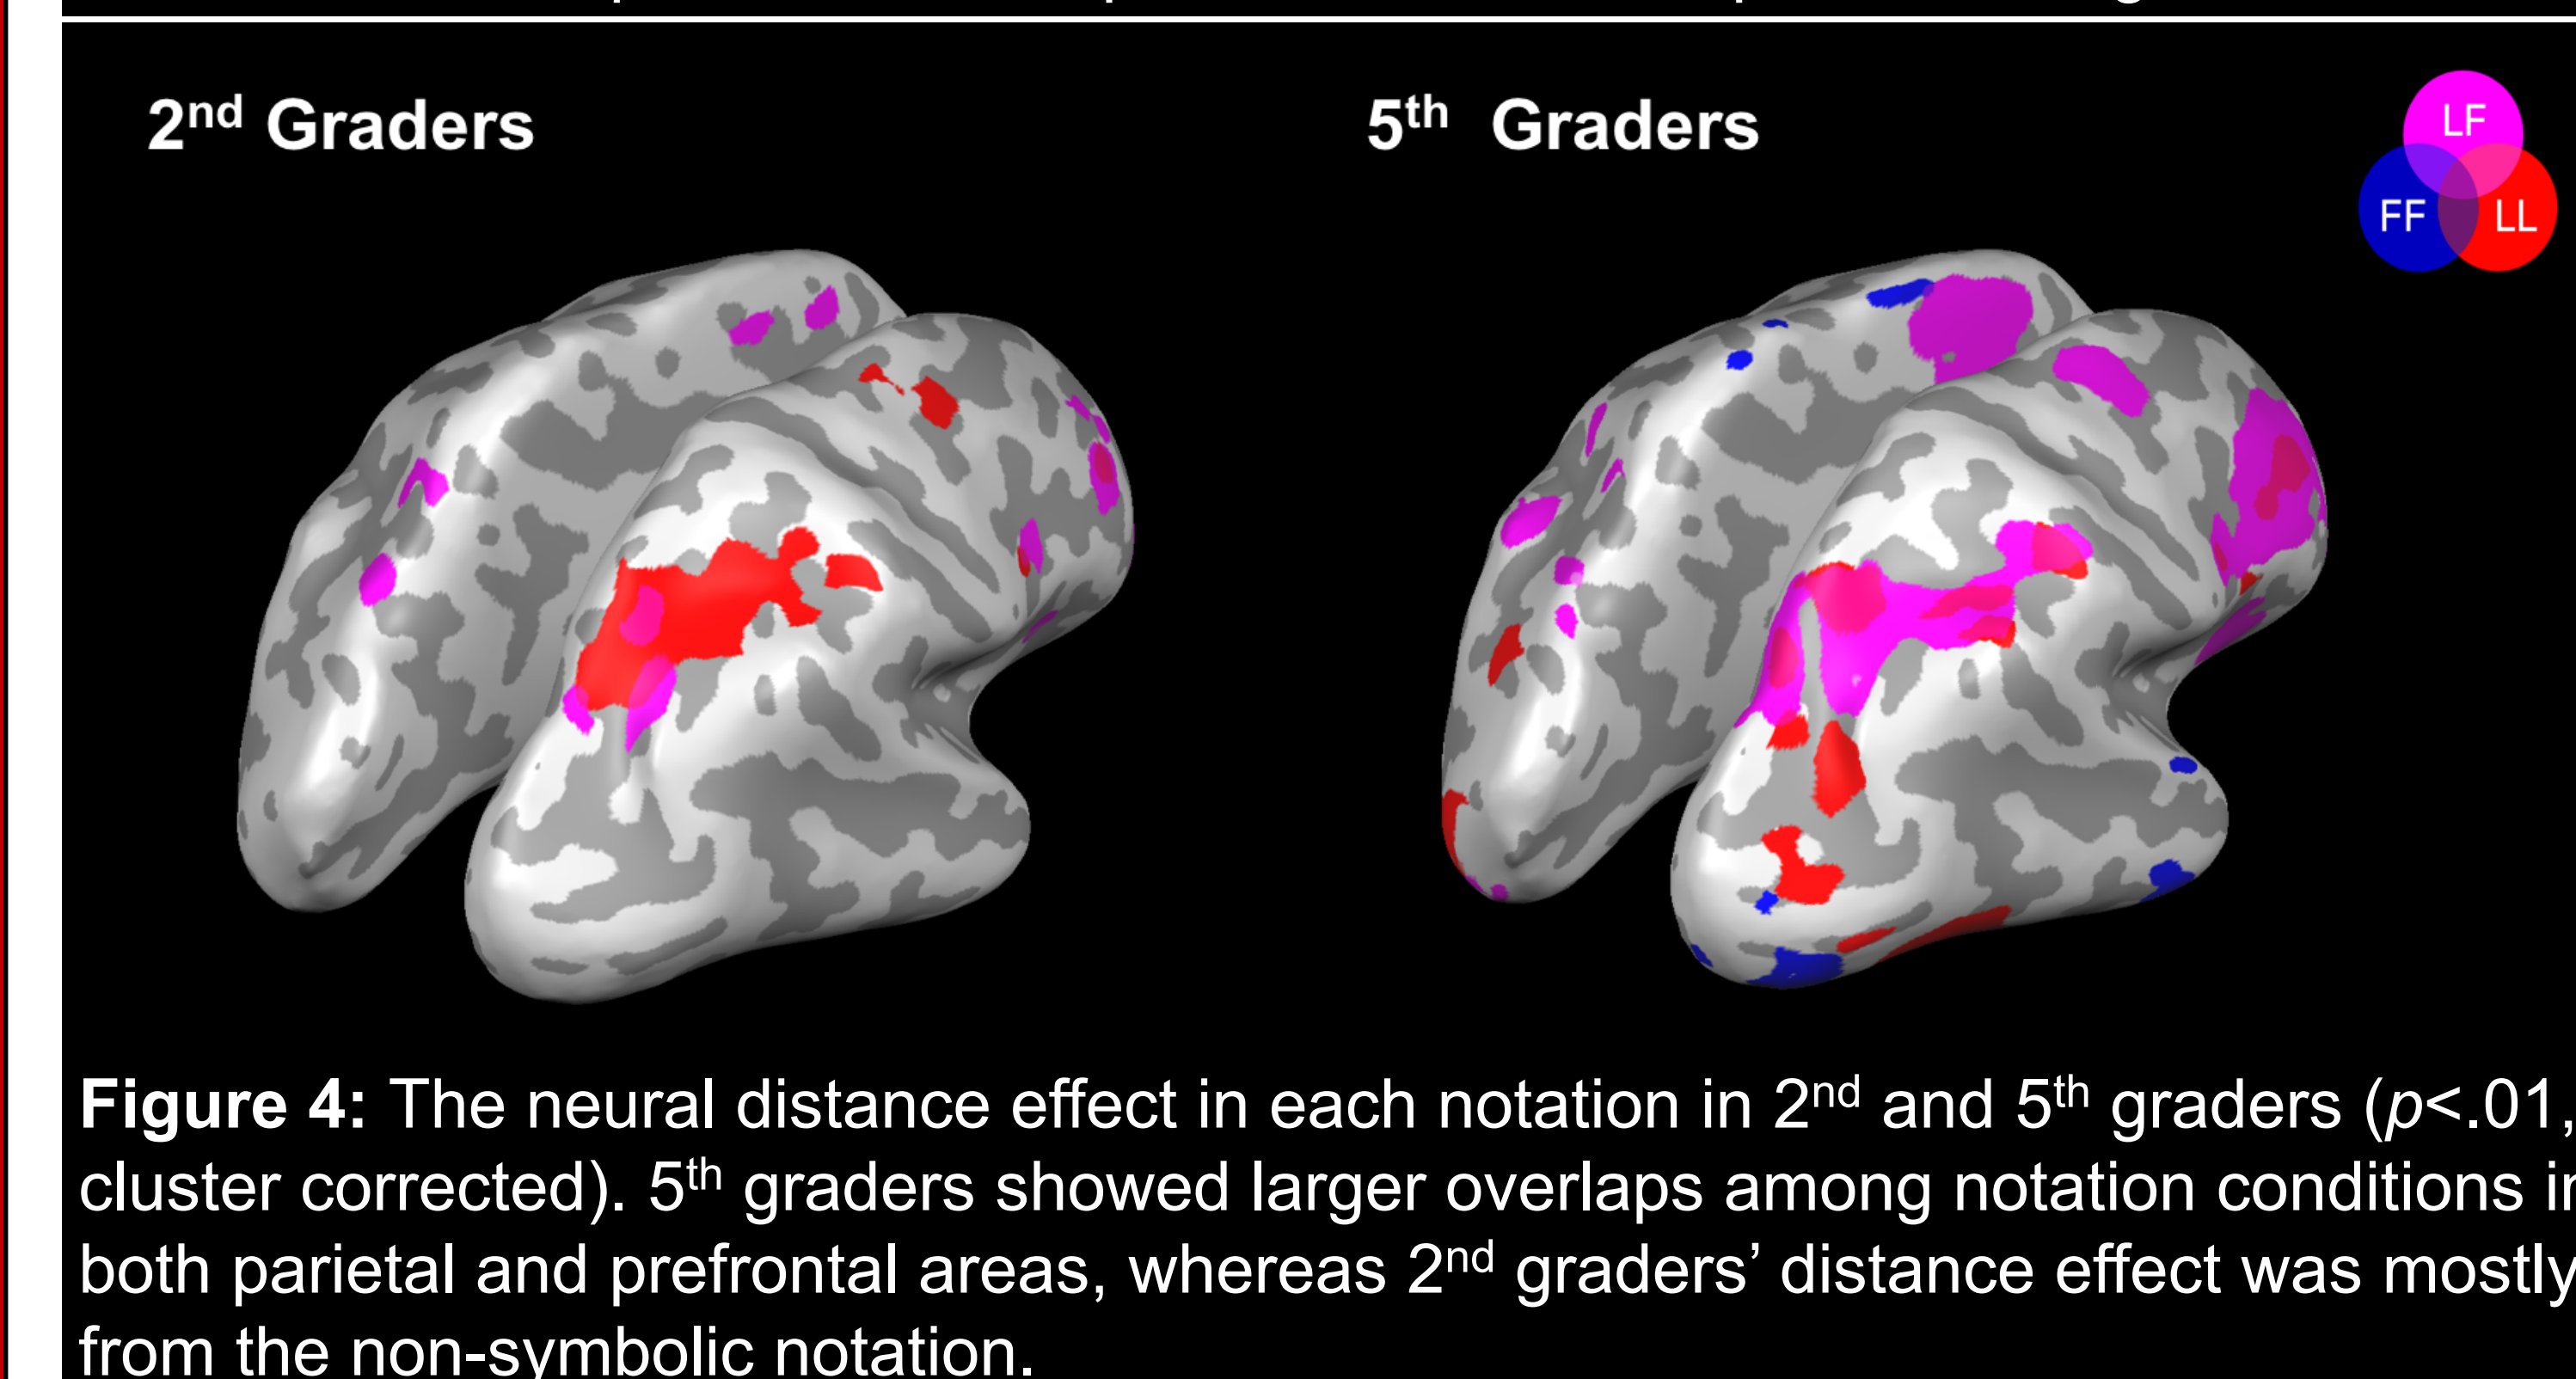 2nd Graders
5th Graders
LF
FF
LL
Figure 4: The neural distance effect in each notation in 2nd and 5th graders (p<.01,
cluster corrected). 5th graders showed larger overlaps among notation conditions in
both parietal and prefrontal areas, whereas 2nd graders’ distance effect was mostly
from the non-symbolic notation.